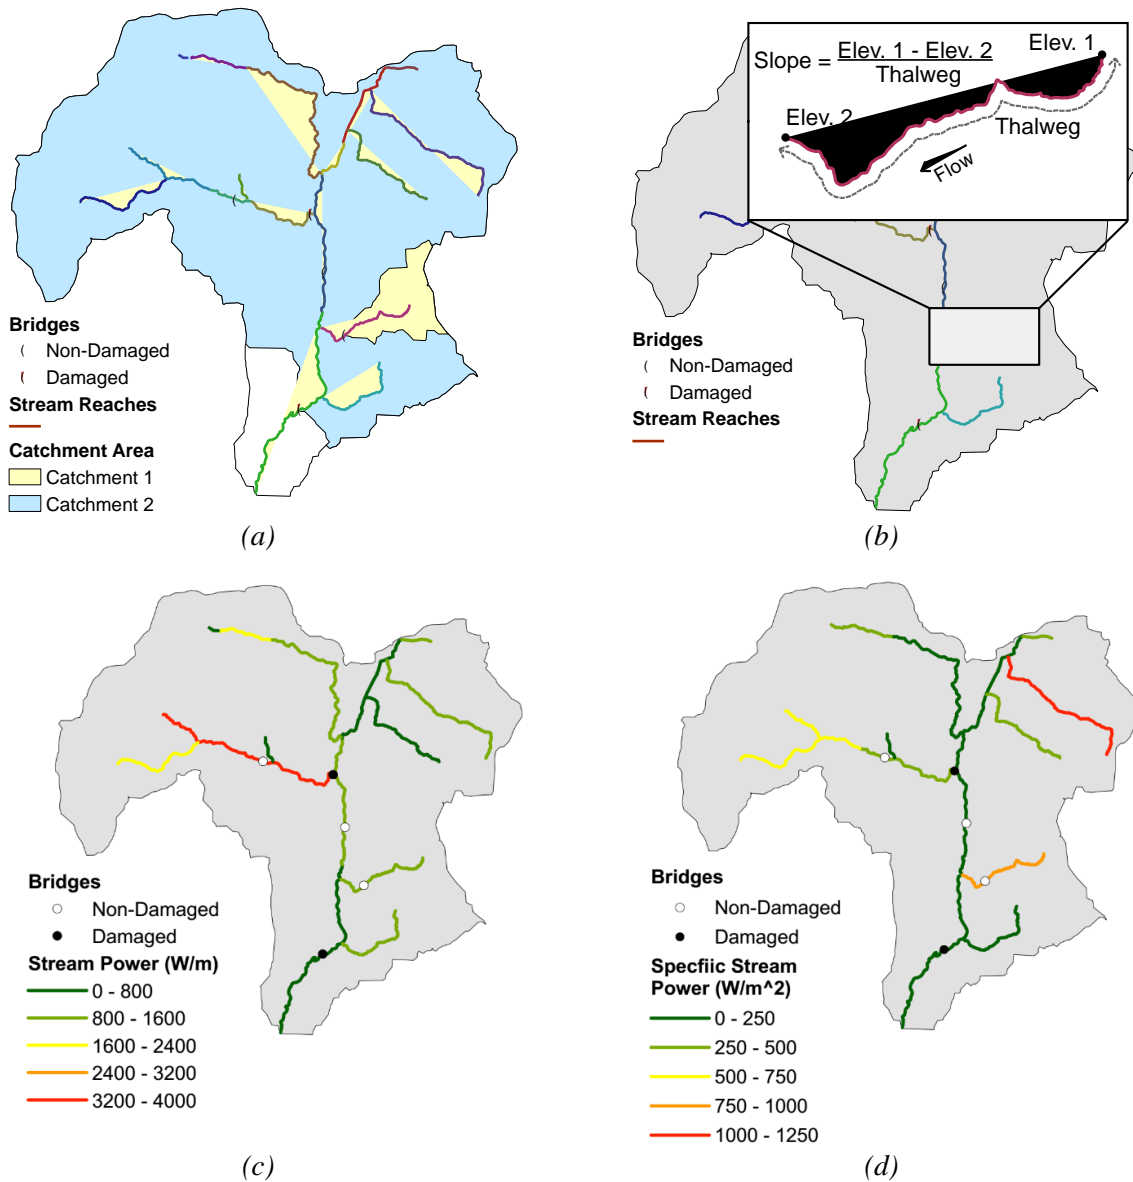 Bridges
Non-Damaged
Damaged
Stream Reaches
Catchment Area
Catchment 1
Catchment 2
(a)
Slope = Elev. 1 - Elev. 2
Thalweg
Elev. 1
Elev. 2
Thalweg
Flow
Bridges
Non-Damaged
Damaged
Stream Reaches
(b)
Bridges
Non-Damaged
Damaged
Stream Power (W/m)
0 - 800
800 - 1600
1600 - 2400
2400 - 3200
3200 - 4000
(c)
Bridges
Non-Damaged
Damaged
Specfiic Stream
Power (W/m^2)
0 - 250
250 - 500
500 - 750
750 - 1000
1000 - 1250
(d)